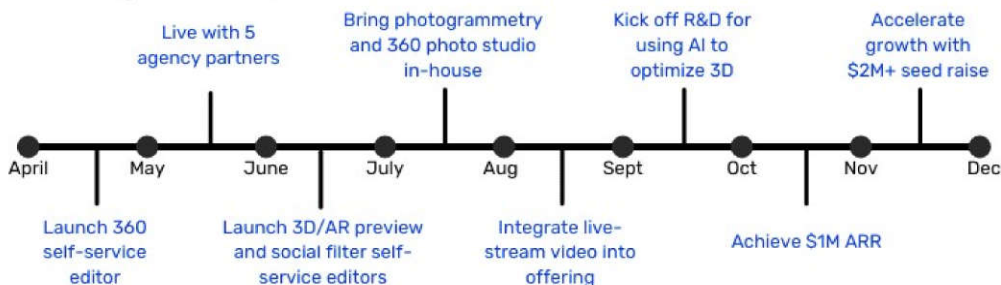 Live with 5
agency partners
Bring photogrammetry
and 360 photo studio
in-house
Kick off R&D for
using AI to
optimize 3D
Accelerate
growth with
$2M+ seed raise
April
May
June
July
Aug
Sept
Oct
Nov
Dec
Launch 360
self-service
editor
Launch 3D/AR preview
and social filter self-
service editors
Integrate live-
stream video into
offering
Achieve $1M ARR